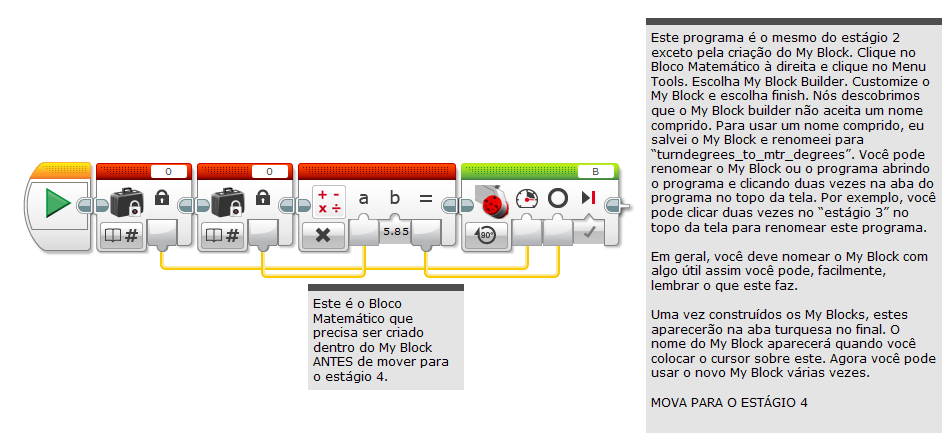 Este programa é o mesmo do estágio 2
exceto pela criação do My Block. Clique no
Bloco Matemático à direita e clique no Menu
Tools. Escolha My Block Builder. Customize o
My Block e escolha finish. Nós descobrimos
que o My Block builder não aceita um nome
comprido. Para usar um nome comprido, eu
salvei o My Block e renomeei para
“turndegrees_to_mtr_degrees”. Você pode
renomear o My Block ou o programa abrindo
o programa e clicando duas vezes na aba do
programa no topo da tela. Por exemplo, você
pode clicar duas vezes no “estágio 3” no
topo da tela para renomear este programa.
Em geral, você deve nomear o My Block com
algo útil assim você pode, facilmente,
lembrar o que este faz.
Uma vez construídos os My Blocks, estes
aparecerão na aba turquesa no final. O
nome do My Block aparecerá quando você
colocar o cursor sobre este. Agora você pode
usar o novo My Block várias vezes.
MOVA PARA O ESTÁGIO 4
0
0
B
+ -
× ÷
a b =
#
#
5.85
90°
Este é o Bloco
Matemático que
precisa ser criado
dentro do My Block
ANTES de mover para
o estágio 4.